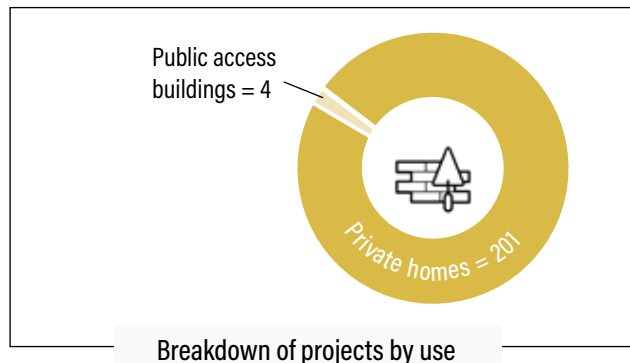 Public access
buildings = 4
Private homes = 201
Breakdown of projects by use